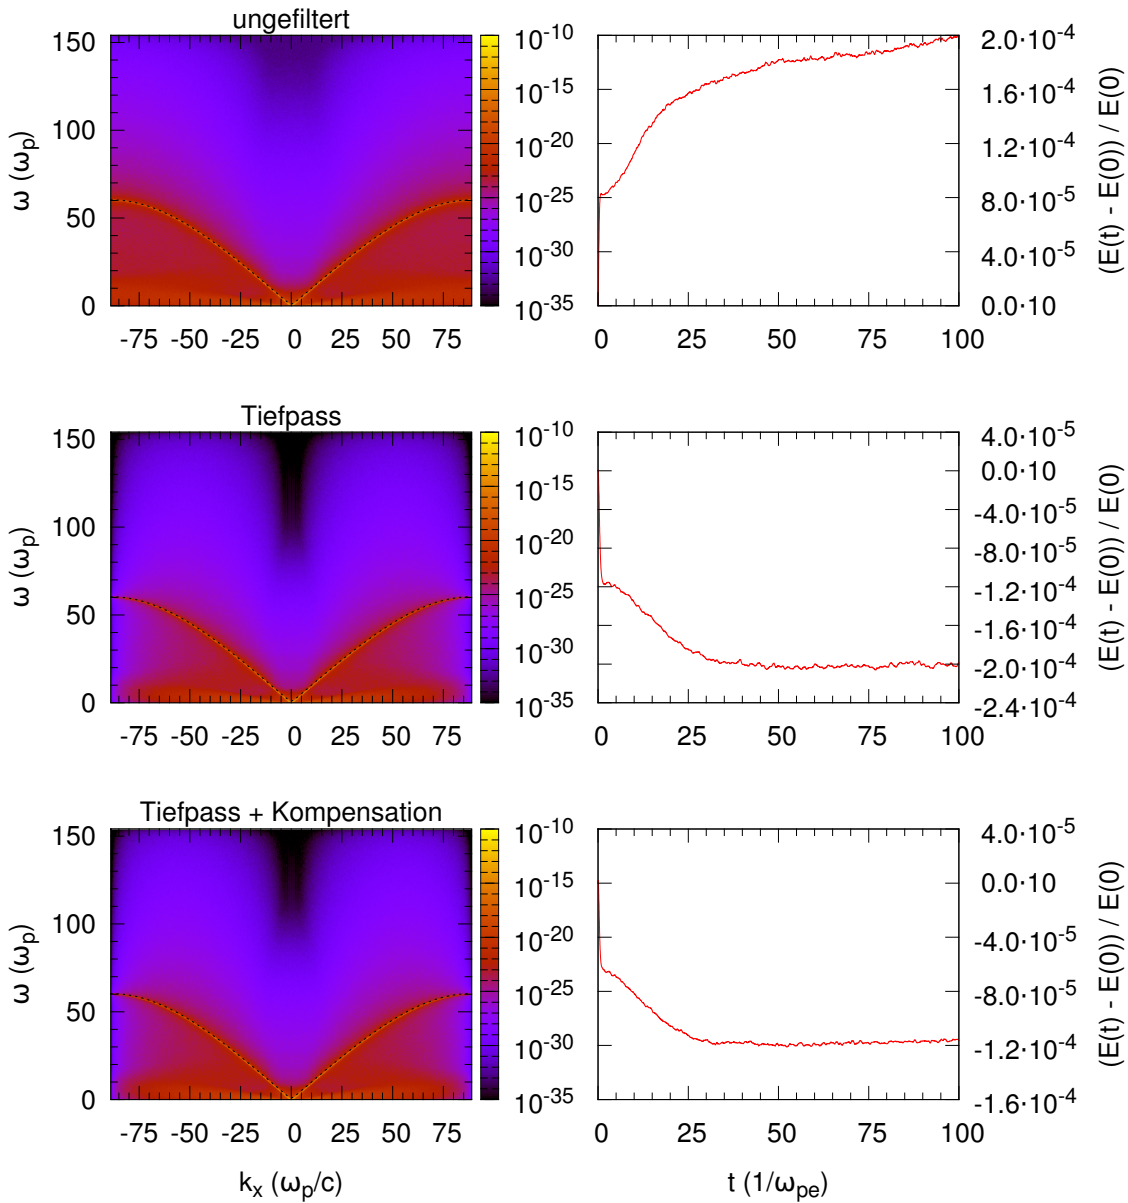 ungefiltert
ω (ω_p)
150
100
50
0
-75 -50 -25 0 25 50 75
10^-10
10^-15
10^-20
10^-25
10^-30
10^-35
0 25 50 75 100
2.0·10^-4
1.6·10^-4
1.2·10^-4
8.0·10^-5
4.0·10^-5
0.0·10
(E(t) - E(0)) / E(0)
Tiefpass
ω (ω_p)
150
100
50
0
-75 -50 -25 0 25 50 75
10^-10
10^-15
10^-20
10^-25
10^-30
10^-35
0 25 50 75 100
4.0·10^-5
0.0·10
-4.0·10^-5
-8.0·10^-5
-1.2·10^-4
-1.6·10^-4
-2.0·10^-4
-2.4·10^-4
(E(t) - E(0)) / E(0)
Tiefpass + Kompensation
ω (ω_p)
150
100
50
0
-75 -50 -25 0 25 50 75
k_x (ω_p/c)
10^-10
10^-15
10^-20
10^-25
10^-30
10^-35
0 25 50 75 100
t (1/ω_pe)
4.0·10^-5
0.0·10
-4.0·10^-5
-8.0·10^-5
-1.2·10^-4
-1.6·10^-4
(E(t) - E(0)) / E(0)